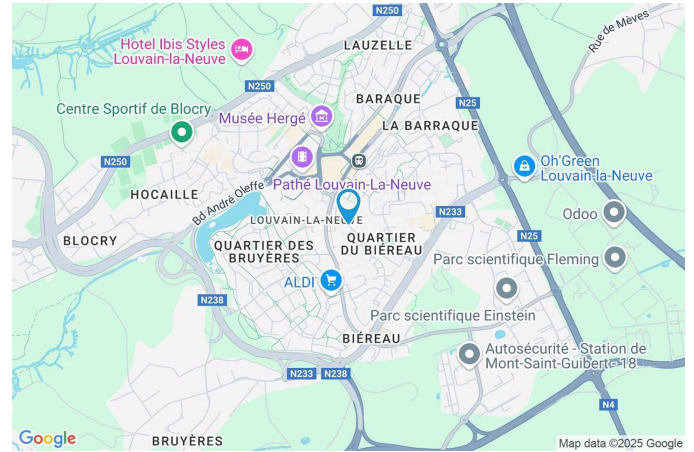 Hotel Ibis Styles
Louvain-la-Neuve
LAUZELLE
Rue de Mèves
N250
N250
BARAQUE
N25
Centre Sportif de Blocry
Musée Hergé
LA BARRAQUE
N250
Pathé Louvain-La-Neuve
Oh'Green
Louvain-la-Neuve
HOCAILLE
Bd André Oleffe
LOUVAIN-LA-NEUVE
N233
Odoo
BLOCRY
QUARTIER DES
BRUYÈRES
QUARTIER
DU BIÉREAU
N25
Parc scientifique Fleming
ALDI
N238
Parc scientifique Einstein
BIÉREAU
Autosécurité - Station de
Mont-Saint-Guibert - 18
N233
N238
N4
BRUYÈRES
Google
Map data ©2025 Google